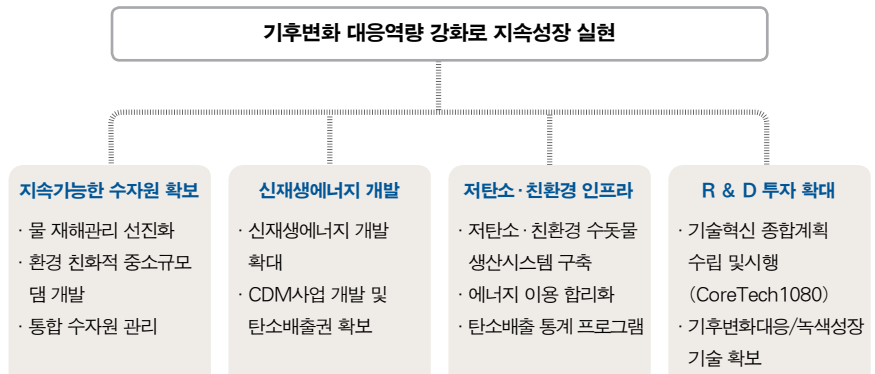 기후변화 대응역량 강화로 지속성장 실현
지속가능한 수자원 확보
· 물 재해관리 선진화
· 환경 친화적 중소규모
댐 개발
· 통합 수자원 관리
신재생에너지 개발
· 신재생에너지 개발
확대
· CDM사업 개발 및
탄소배출권 확보
저탄소·친환경 인프라
· 저탄소·친환경 수돗물
생산시스템 구축
· 에너지 이용 합리화
· 탄소배출 통계 프로그램
R & D 투자 확대
· 기술혁신 종합계획
수립 및시행
(CoreTech1080)
· 기후변화대응/녹색성장
기술 확보